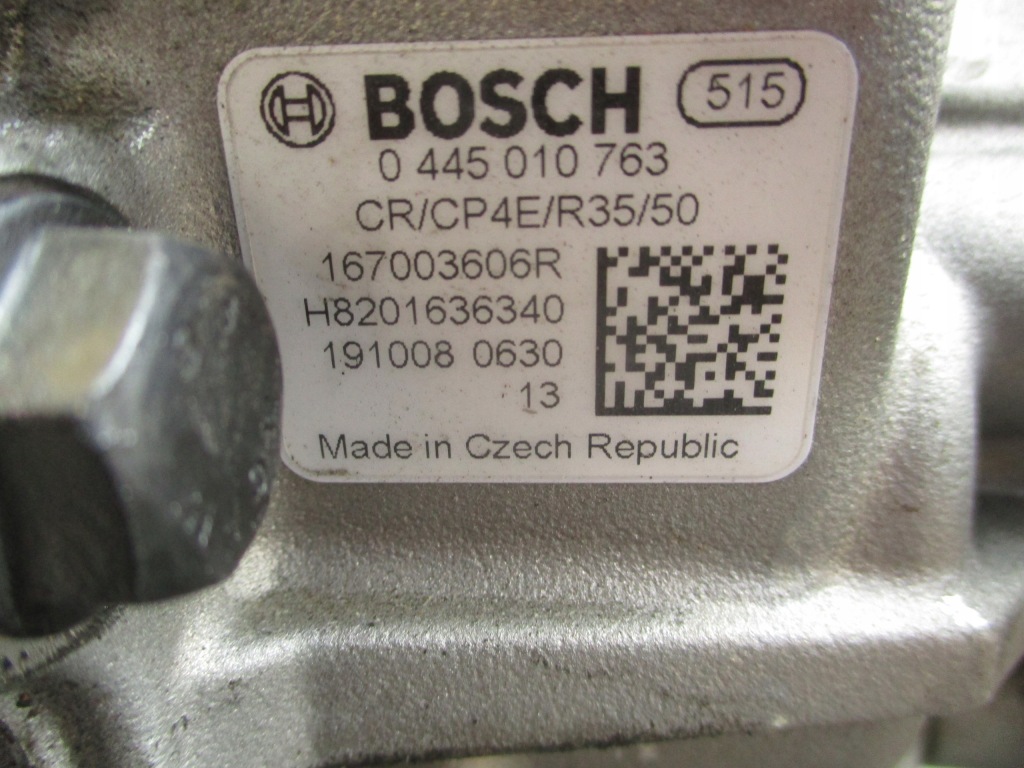 BOSCH 515
0 445 010 763
CR/CP4E/R35/50
167003606R
H8201636340
191008 0630
13
Made in Czech Republic